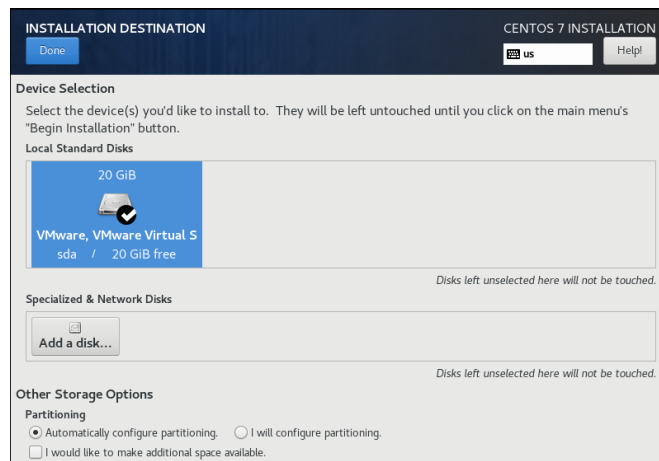 INSTALLATION DESTINATION
CENTOS 7 INSTALLATION
Done
us
Help!
Device Selection
Select the device(s) you'd like to install to. They will be left untouched until you click on the main menu's
"Begin Installation" button.
Local Standard Disks
20 GiB
VMware, VMware Virtual S
sda / 20 GiB free
Disks left unselected here will not be touched.
Specialized & Network Disks
Add a disk...
Disks left unselected here will not be touched.
Other Storage Options
Partitioning
Automatically configure partitioning. I will configure partitioning.
I would like to make additional space available.